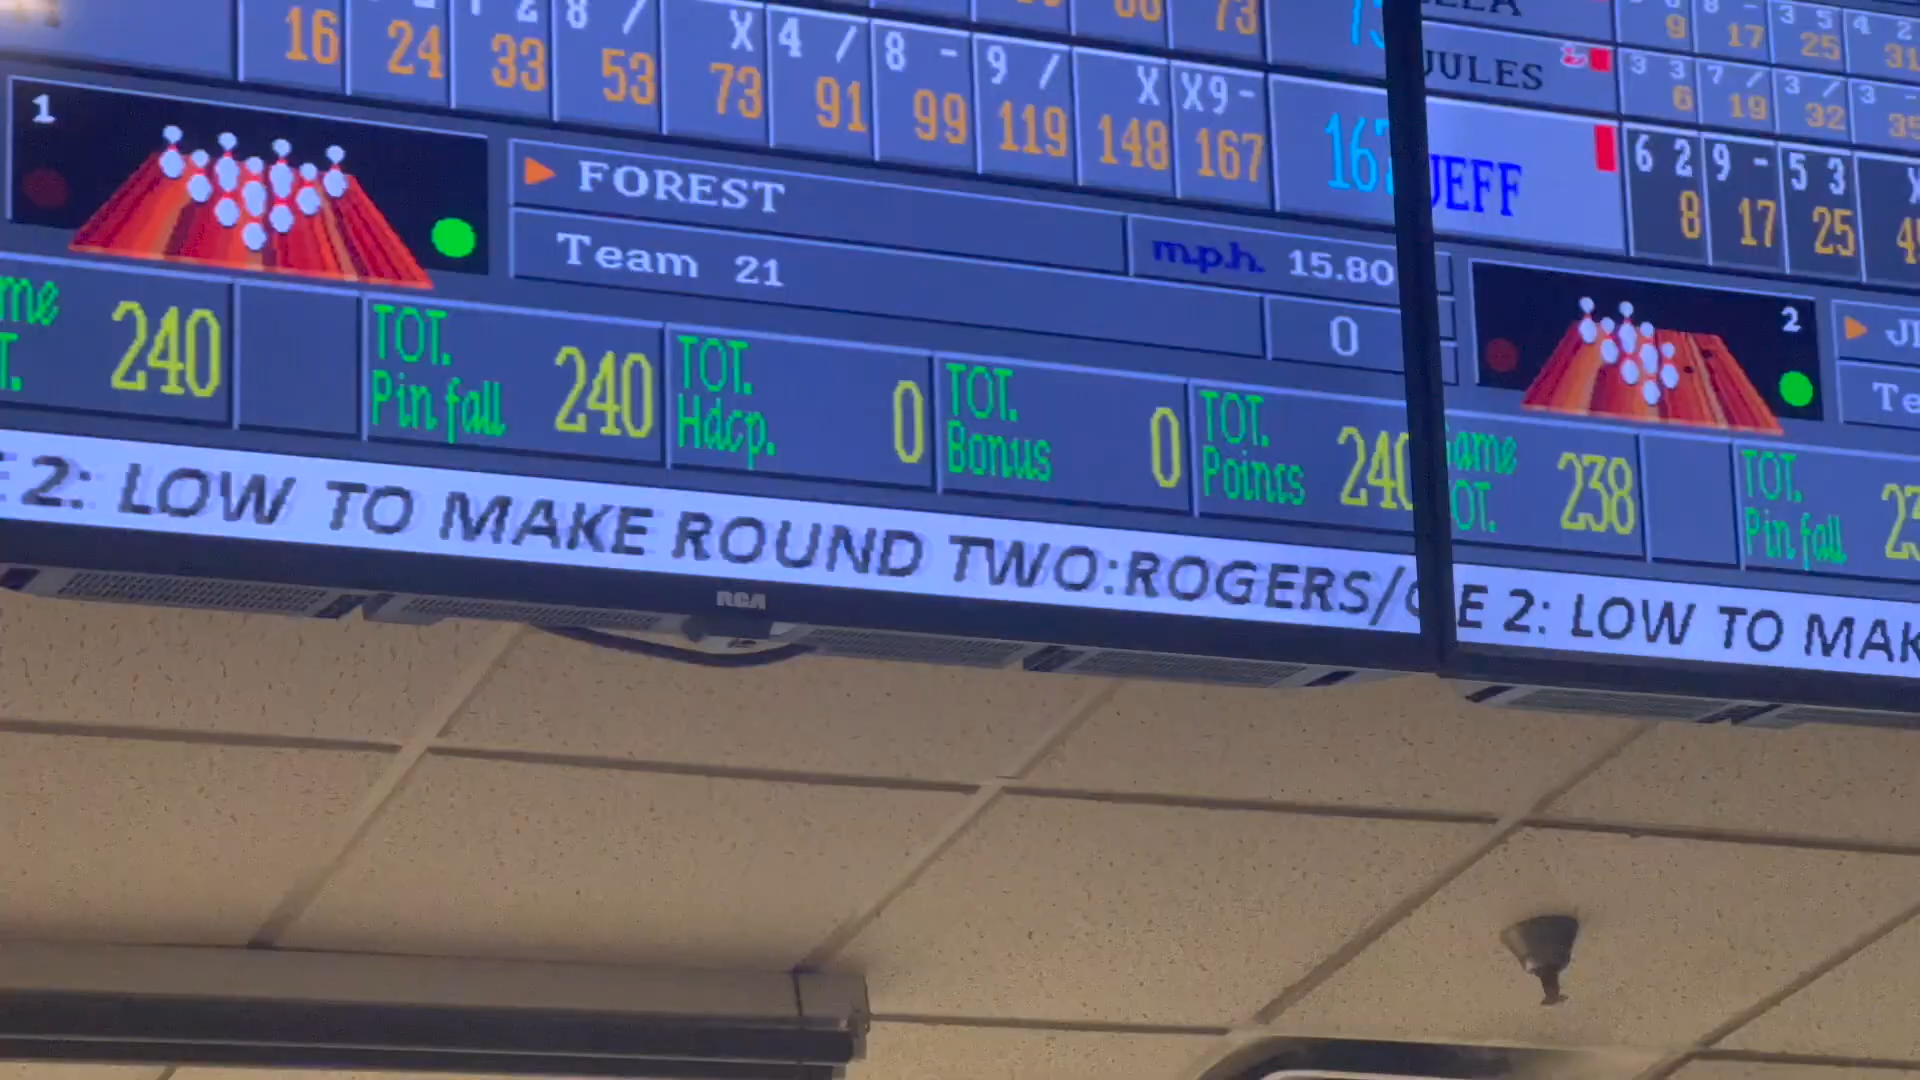 8 /
X
4 /
8 -
9 /
X
X9-
16
24
33
53
73
91
99
119
148
167
73
1
FOREST
Team 21
m.p.h. 15.80
0
240
TOT. Pin fall 240
TOT. Hdcp. 0
TOT. Bonus 0
TOT. Points 240
2: LOW TO MAKE ROUND TWO:ROGERS/
RCA
9
17
25
31
JULES
3 3
7 /
3 /
3 -
6
19
32
35
JEFF
6 2
9 -
5 3
8
17
25
2
238
TOT. Pin fall
E 2: LOW TO MAK